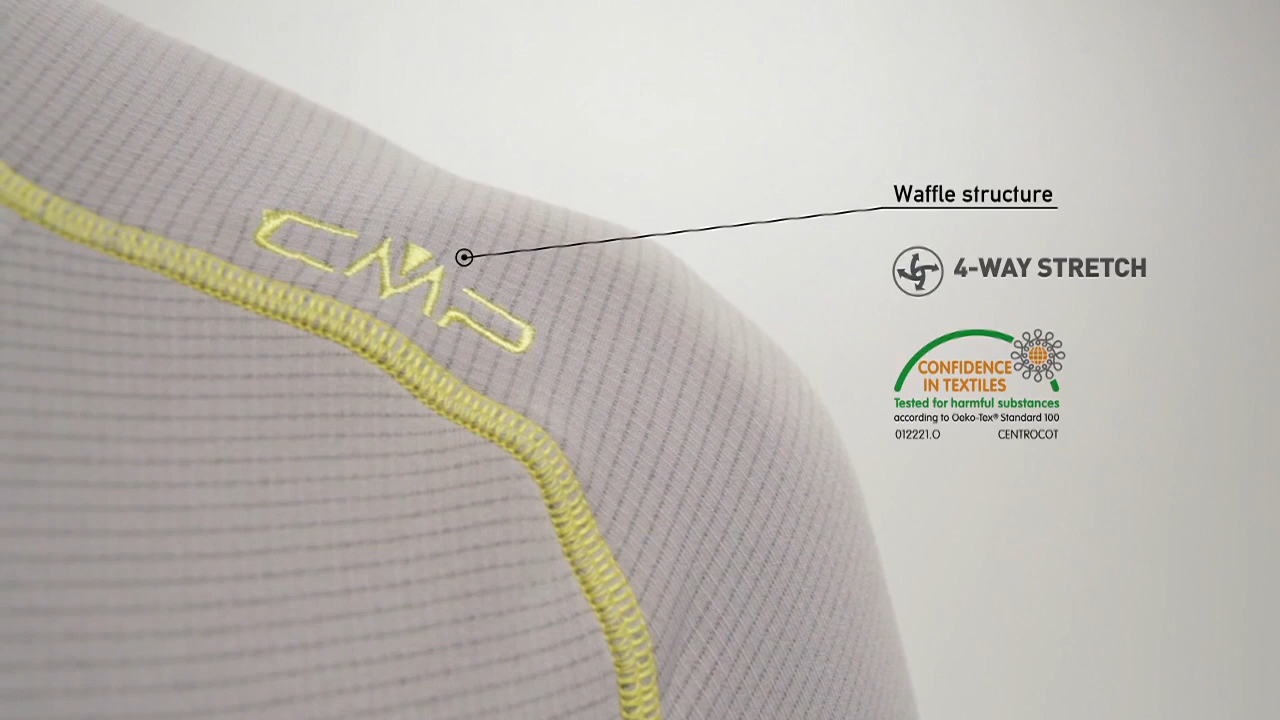 CMP
Waffle structure
4-WAY STRETCH
CONFIDENCE
IN TEXTILES
Tested for harmful substances
according to Oeko-Tex® Standard 100
012221.O CENTROCOT